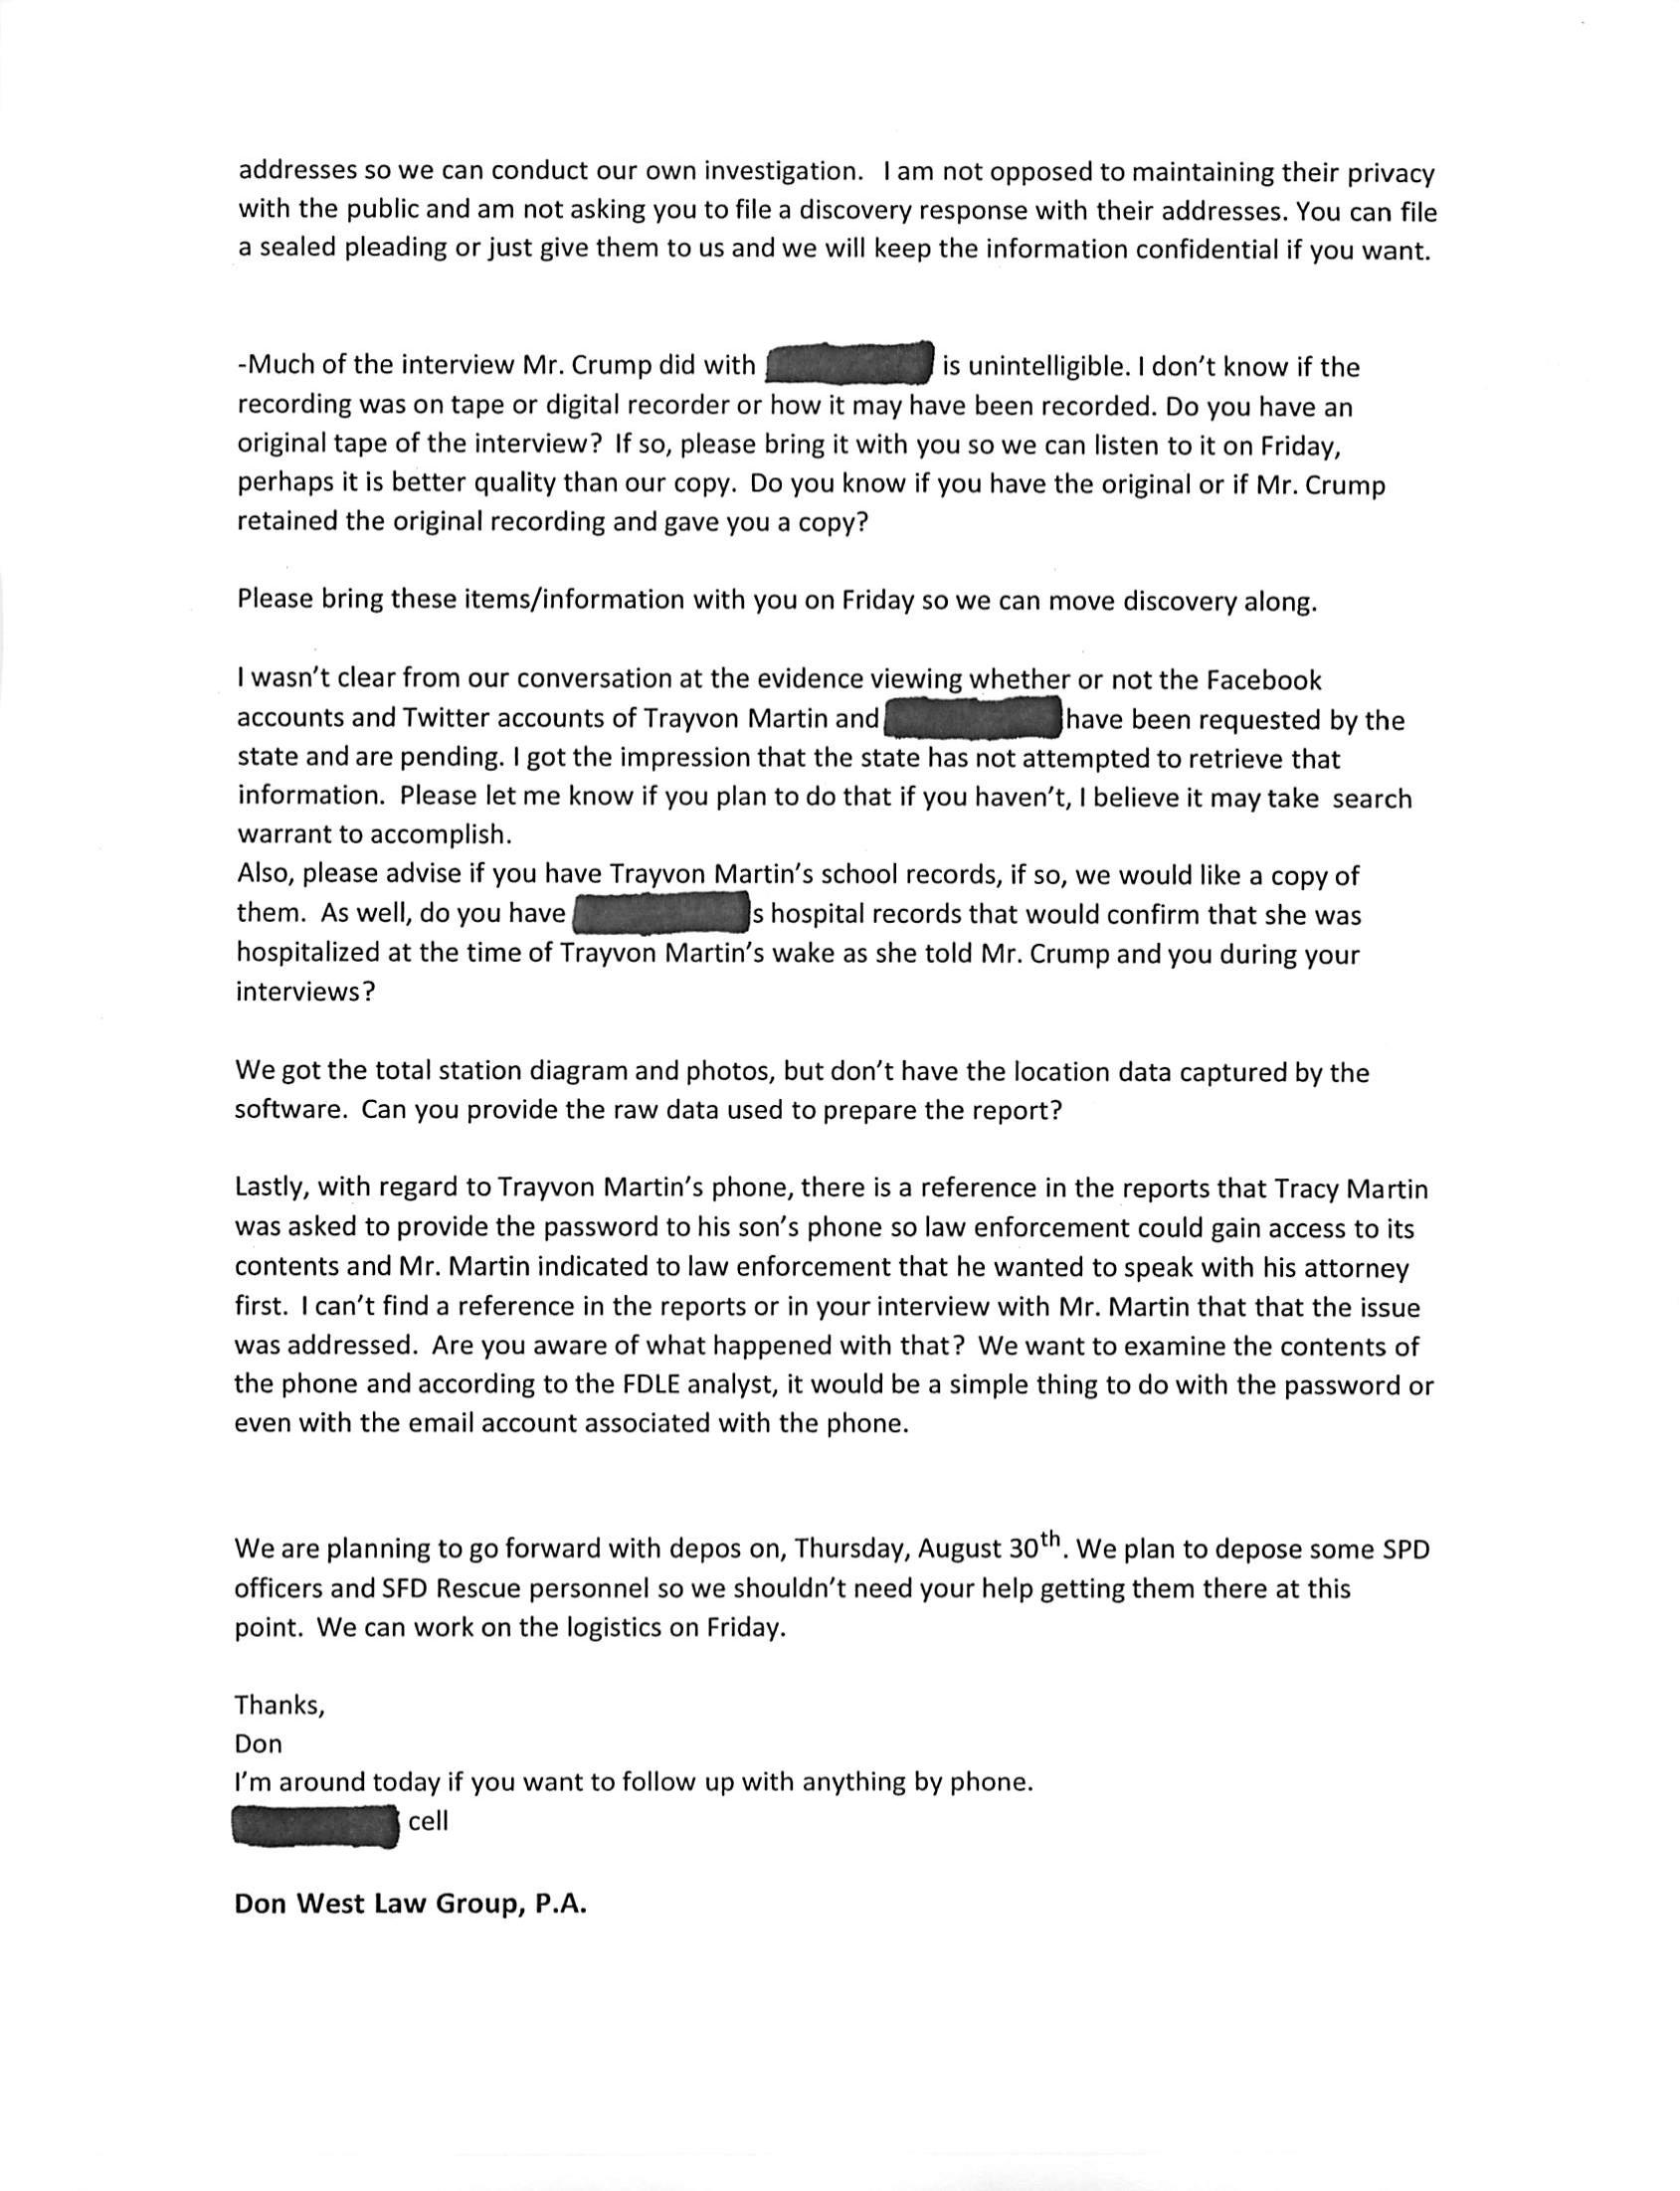 addresses so we can conduct our own investigation.   I am not opposed to maintaining their privacy
with the public and am not asking you to file a discovery response with their addresses. You can file
a sealed pleading or just give them to us and we will keep the information confidential if you want.
-Much of the interview Mr. Crump did with is unintelligible. I don't know if the
recording was on tape or digital recorder or how it may have been recorded. Do you have an
original tape of the interview?  If so, please bring it with you so we can listen to it on Friday,
perhaps it is better quality than our copy.  Do you know if you have the original or if Mr. Crump
retained the original recording and gave you a copy?
Please bring these items/information with you on Friday so we can move discovery along.
I wasn't clear from our conversation at the evidence viewing whether or not the Facebook
accounts and Twitter accounts of Trayvon Martin and have been requested by the
state and are pending. I got the impression that the state has not attempted to retrieve that
information.  Please let me know if you plan to do that if you haven't, I believe it may take  search
warrant to accomplish.
Also, please advise if you have Trayvon Martin's school records, if so, we would like a copy of
them.  As well, do you have s hospital records that would confirm that she was
hospitalized at the time of Trayvon Martin's wake as she told Mr. Crump and you during your
interviews?
We got the total station diagram and photos, but don't have the location data captured by the
software.  Can you provide the raw data used to prepare the report?
Lastly, with regard to Trayvon Martin's phone, there is a reference in the reports that Tracy Martin
was asked to provide the password to his son's phone so law enforcement could gain access to its
contents and Mr. Martin indicated to law enforcement that he wanted to speak with his attorney
first.  I can't find a reference in the reports or in your interview with Mr. Martin that that the issue
was addressed.  Are you aware of what happened with that?  We want to examine the contents of
the phone and according to the FDLE analyst, it would be a simple thing to do with the password or
even with the email account associated with the phone.
We are planning to go forward with depos on, Thursday, August 30th. We plan to depose some SPD
officers and SFD Rescue personnel so we shouldn't need your help getting them there at this
point.  We can work on the logistics on Friday.
Thanks,
Don
I'm around today if you want to follow up with anything by phone.
cell
Don West Law Group, P.A.